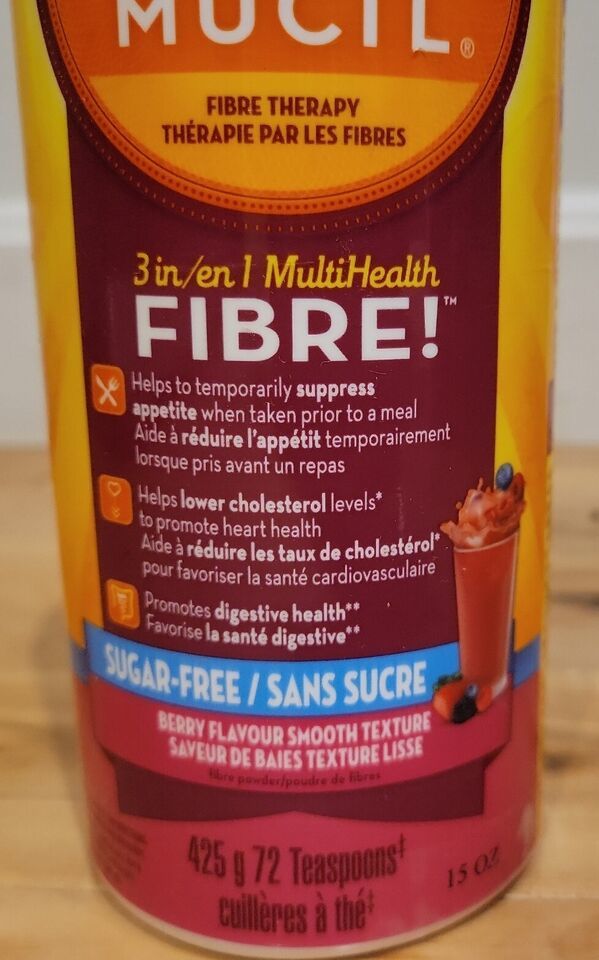 MUCIL®
FIBRE THERAPY
THÉRAPIE PAR LES FIBRES
3 in/en 1 MultiHealth
FIBRE!™
Helps to temporarily suppress
appetite when taken prior to a meal
Aide à réduire l'appétit temporairement
lorsque pris avant un repas
Helps lower cholesterol levels*
to promote heart health
Aide à réduire les taux de cholestérol*
pour favoriser la santé cardiovasculaire
Promotes digestive health**
Favorise la santé digestive**
SUGAR-FREE / SANS SUCRE
BERRY FLAVOUR SMOOTH TEXTURE
SAVEUR DE BAIES TEXTURE LISSE
fibre powder/poudre de fibres
425 g 72 Teaspoons‡
cuillères à thé‡
15 OZ